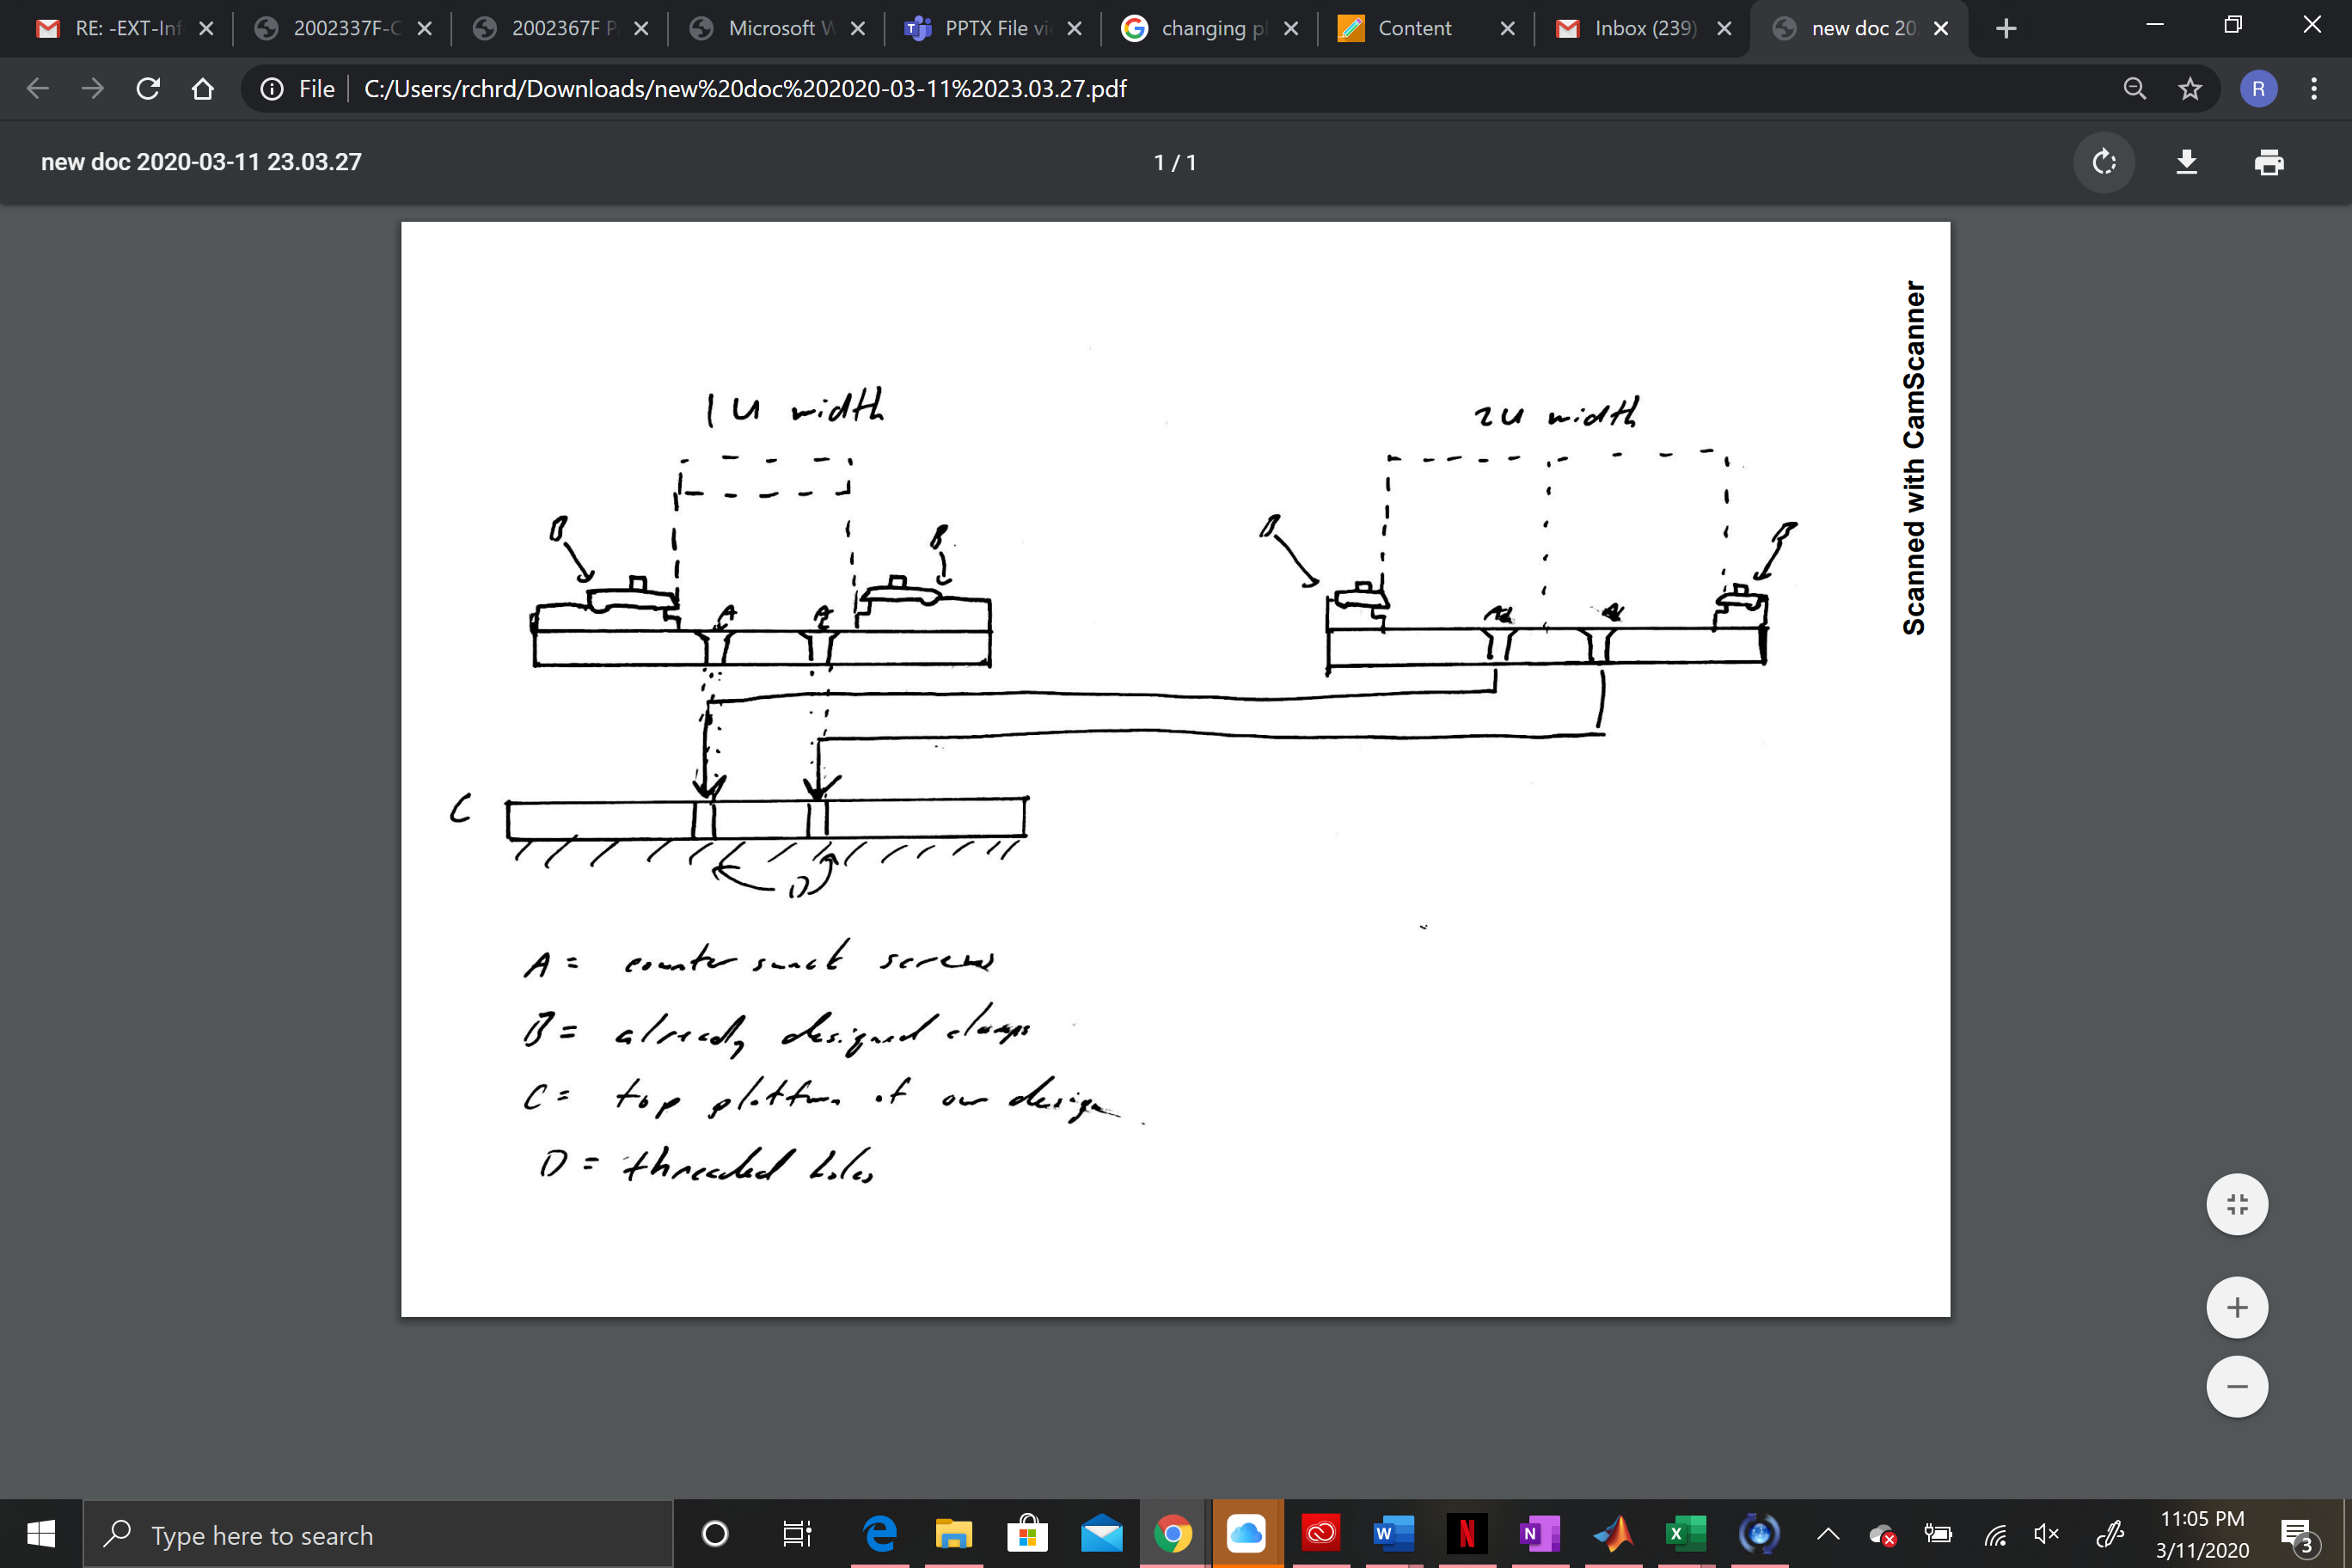 RE: -EXT-Inf
2002337F-C
2002367F P
Microsoft W
PPTX File vi
changing pl
Content
Inbox (239)
new doc 20
File
C:/Users/rchrd/Downloads/new%20doc%202020-03-11%2023.03.27.pdf
R
new doc 2020-03-11 23.03.27
1 / 1
Scanned with CamScanner
1U width
2U width
B
B
B
B
A
A
A
A
C
D
A = counter sunck screws
B = already designed clamps
C = top platform of our design
D = threaded holes
Type here to search
11:05 PM
3/11/2020
3